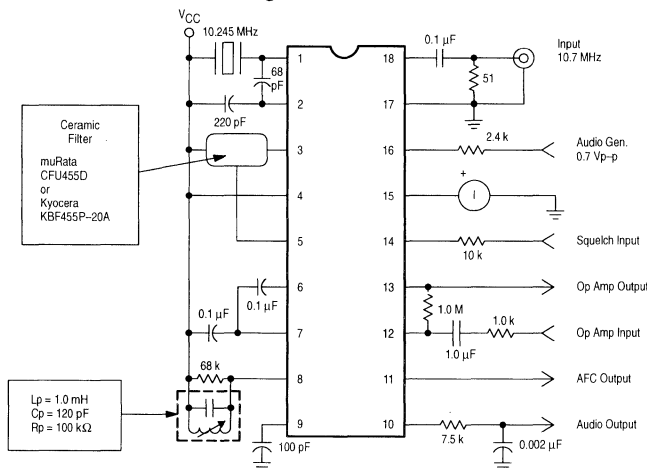 VCC
10.245 MHz
68
pF
220 pF
Ceramic
Filter
muRata
CFU455D
or
Kyocera
KBF455P–20A
0.1 µF
0.1 µF
68 k
Lp = 1.0 mH
Cp = 120 pF
Rp = 100 kΩ
100 pF
1
2
3
4
5
6
7
8
9
18
17
16
15
14
13
12
11
10
0.1 µF
51
Input
10.7 MHz
2.4 k
Audio Gen.
0.7 Vp–p
+
I
10 k
Squelch Input
Op Amp Output
1.0 M
1.0 k
1.0 µF
Op Amp Input
AFC Output
7.5 k
Audio Output
0.002 µF